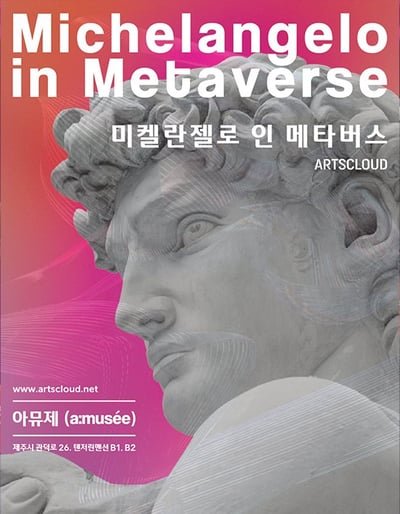 Michelangelo
in Metaverse
미켈란젤로 인 메타버스
ARTSCLOUD
www.artscloud.net
아뮤제 (a:musée)
제주시 관덕로 26. 탠저린맨션 B1. B2